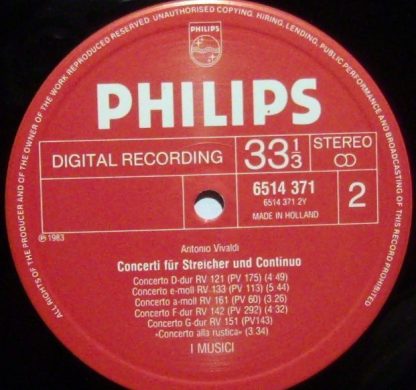 ALL RIGHTS OF THE PRODUCER AND OF THE OWNER OF THE WORK REPRODUCED RESERVED. UNAUTHORISED COPYING, HIRING, LENDING, PUBLIC PERFORMANCE AND BROADCASTING OF THIS RECORD PROHIBITED
PHILIPS
PHILIPS
DIGITAL RECORDING
33 1/3
STEREO
6514 371
6514 371 2Y
MADE IN HOLLAND
2
℗ 1983
Antonio Vivaldi
Concerti für Streicher und Continuo
Concerto D-dur RV 121 (PV 175) (4 49)
Concerto e-moll RV 133 (PV 113) (5 44)
Concerto a-moll RV 161 (PV 60) (3.26)
Concerto F-dur RV 142 (PV 292) (4 32)
Concerto G-dur RV 151 (PV143)
«Concerto alla rustica» (3 34)
I MUSICI